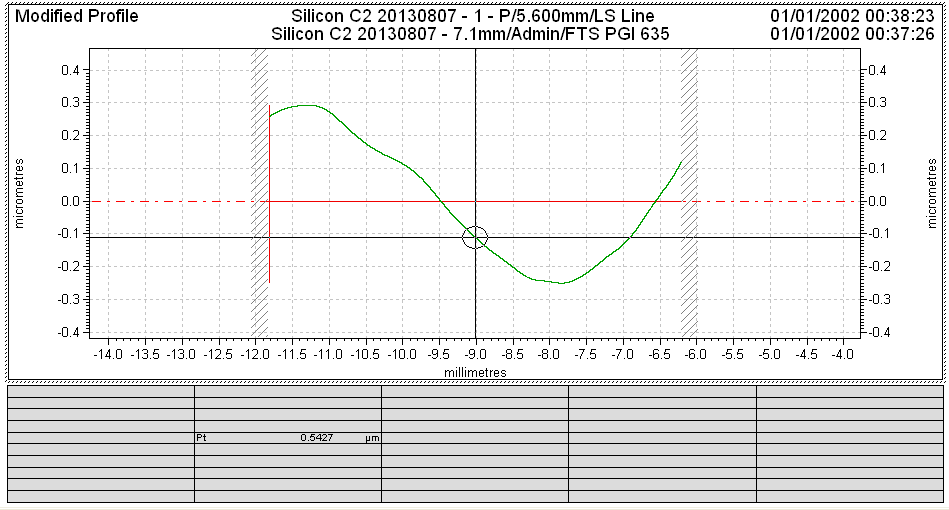 Modified Profile Silicon C2 20130807 - 1 - P/5.600mm/LS Line 01/01/2002 00:38:23
Silicon C2 20130807 - 7.1mm/Admin/FTS PGI 635 01/01/2002 00:37:26
0.4 0.4
0.3 0.3
0.2 0.2
0.1 0.1
micrometres micrometres
0.0 0.0
-0.1 -0.1
-0.2 -0.2
-0.3 -0.3
-0.4 -0.4
-14.0 -13.5 -13.0 -12.5 -12.0 -11.5 -11.0 -10.5 -10.0 -9.5 -9.0 -8.5 -8.0 -7.5 -7.0 -6.5 -6.0 -5.5 -5.0 -4.5 -4.0
millimetres
Pt 0.5427 µm